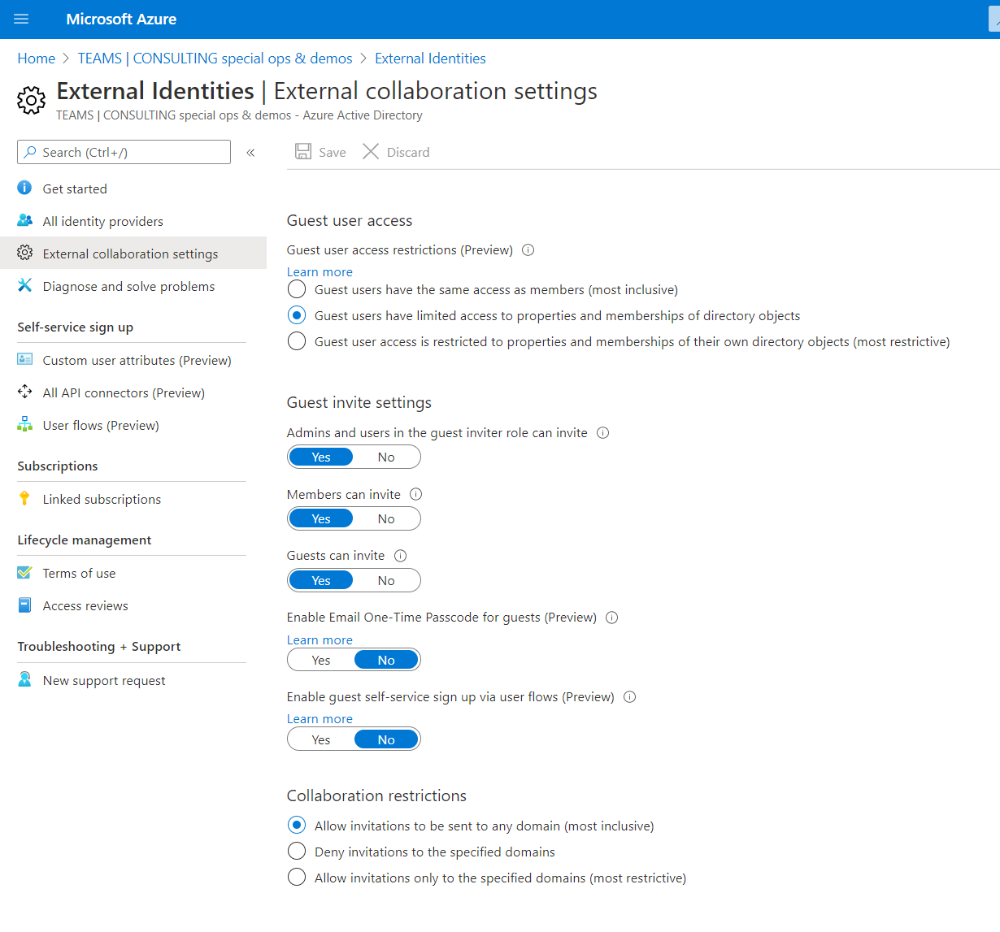 Microsoft Azure
Home > TEAMS | CONSULTING special ops & demos > External Identities
External Identities | External collaboration settings
TEAMS | CONSULTING special ops & demos - Azure Active Directory
Search (Ctrl+/)
«
Save
Discard
Get started
All identity providers
External collaboration settings
Diagnose and solve problems
Self-service sign up
Custom user attributes (Preview)
All API connectors (Preview)
User flows (Preview)
Subscriptions
Linked subscriptions
Lifecycle management
Terms of use
Access reviews
Troubleshooting + Support
New support request
Guest user access
Guest user access restrictions (Preview)
Learn more
Guest users have the same access as members (most inclusive)
Guest users have limited access to properties and memberships of directory objects
Guest user access is restricted to properties and memberships of their own directory objects (most restrictive)
Guest invite settings
Admins and users in the guest inviter role can invite
Yes No
Members can invite
Yes No
Guests can invite
Yes No
Enable Email One-Time Passcode for guests (Preview)
Learn more
Yes No
Enable guest self-service sign up via user flows (Preview)
Learn more
Yes No
Collaboration restrictions
Allow invitations to be sent to any domain (most inclusive)
Deny invitations to the specified domains
Allow invitations only to the specified domains (most restrictive)